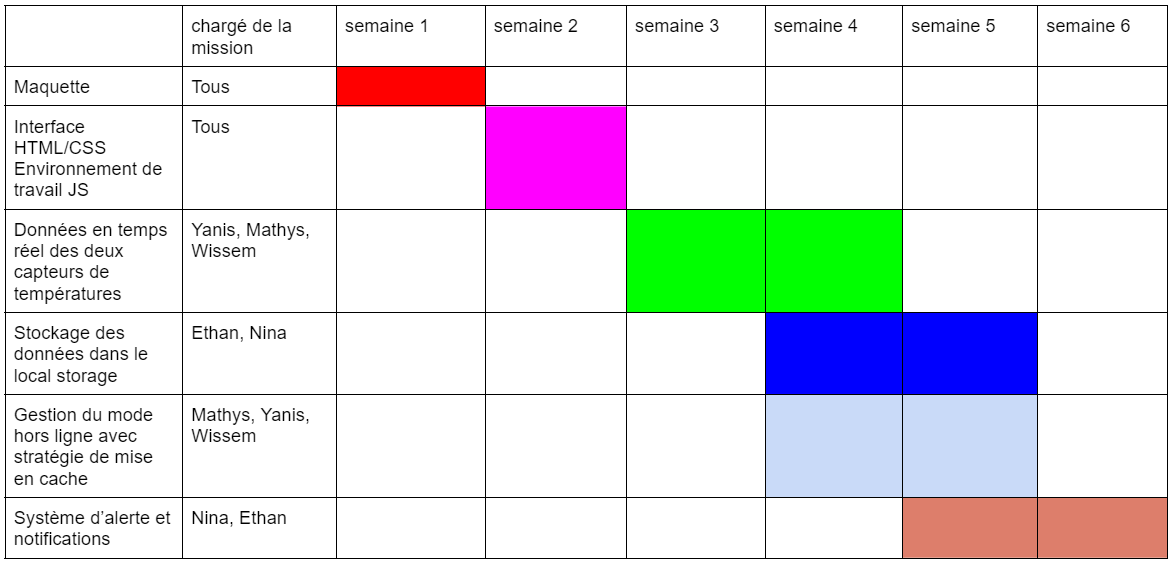 chargé de la
mission
semaine 1
semaine 2
semaine 3
semaine 4
semaine 5
semaine 6
Maquette
Tous
Interface
HTML/CSS
Environnement de
travail JS
Tous
Données en temps
réel des deux
capteurs de
températures
Yanis, Mathys,
Wissem
Stockage des
données dans le
local storage
Ethan, Nina
Gestion du mode
hors ligne avec
stratégie de mise
en cache
Mathys, Yanis,
Wissem
Système d’alerte et
notifications
Nina, Ethan